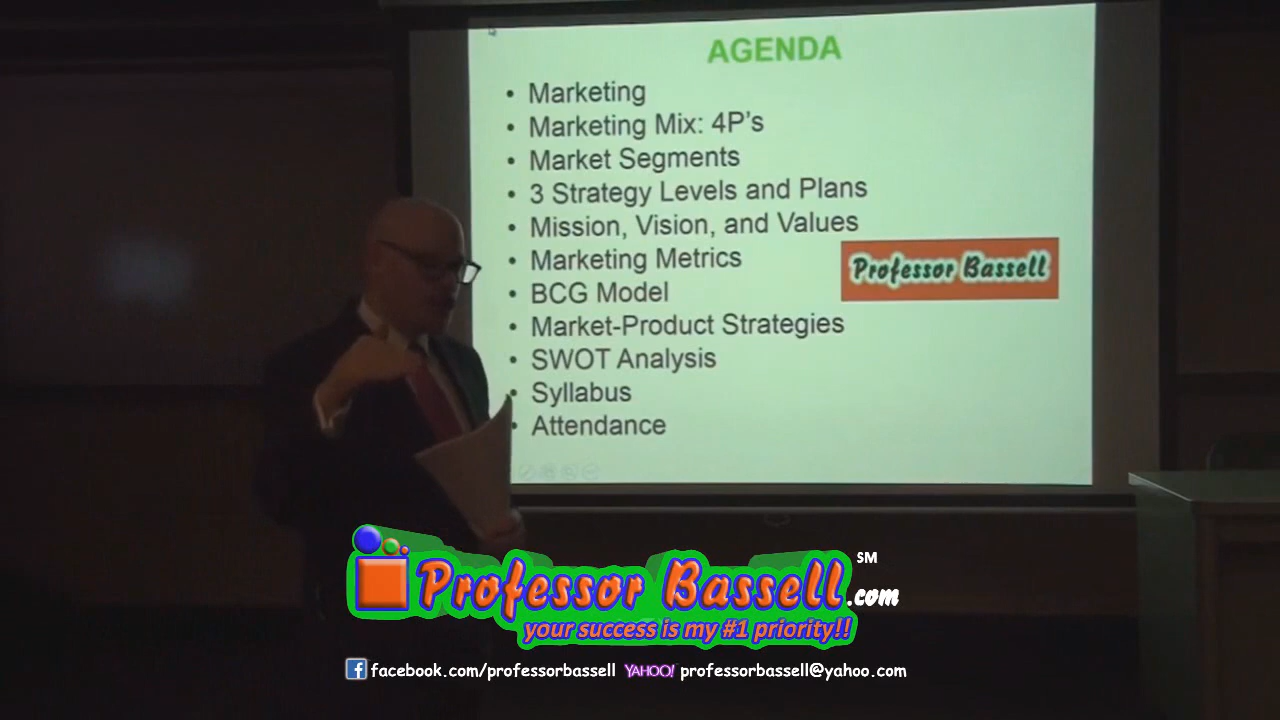 AGENDA
• Marketing
• Marketing Mix: 4P's
• Market Segments
• 3 Strategy Levels and Plans
• Mission, Vision, and Values
• Marketing Metrics
• BCG Model
• Market-Product Strategies
• SWOT Analysis
• Syllabus
• Attendance
Professor Bassell
Professor Bassell.com SM
your success is my #1 priority!!
facebook.com/professorbassell YAHOO! professorbassell@yahoo.com